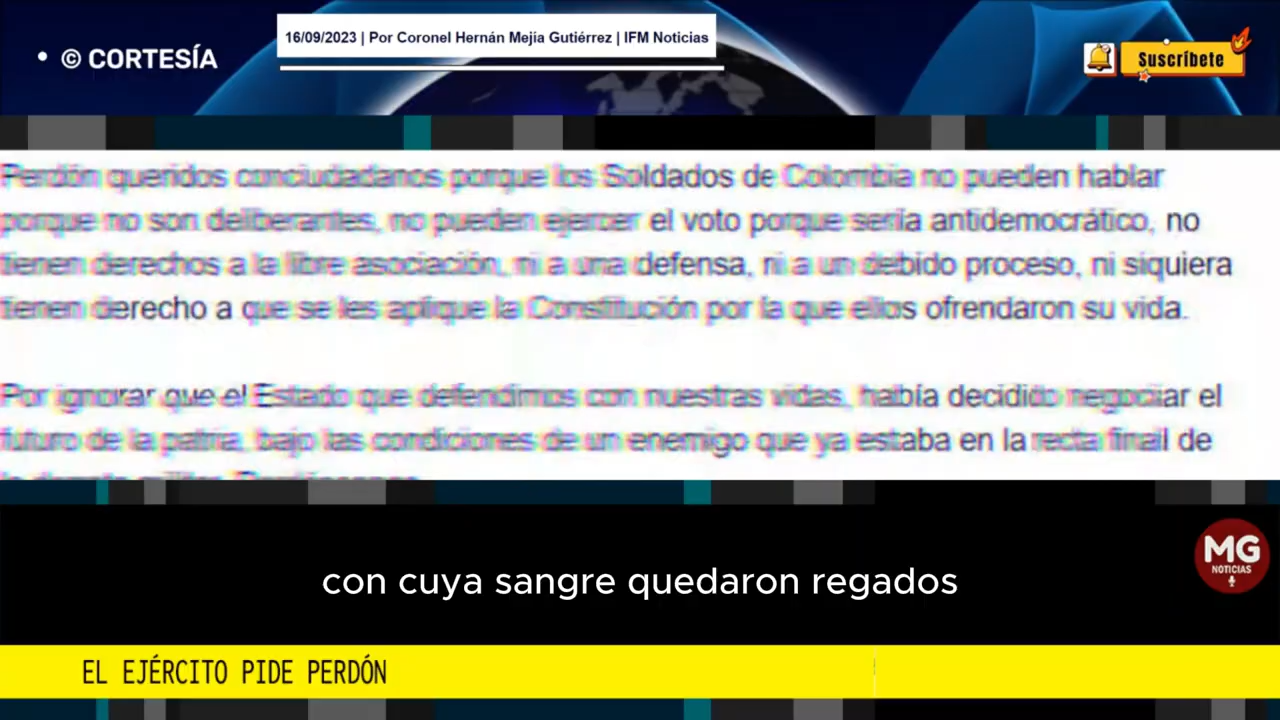 16/09/2023 | Por Coronel Hernán Mejía Gutiérrez | IFM Noticias
• © CORTESÍA
Suscríbete
Perdón queridos conciudadanos porque los Soldados de Colombia no pueden hablar
porque no son deliberantes, no pueden ejercer el voto porque sería antidemocrático, no
tienen derechos a la libre asociación, ni a una defensa, ni a un debido proceso, ni siquiera
tienen derecho a que se les aplique la Constitución por la que ellos ofrendaron su vida.
Por ignorar que el Estado que defendimos con nuestras vidas, había decidido negociar el
futuro de la patria, bajo las condiciones de un enemigo que ya estaba en la recta final de
MG
NOTICIAS
con cuya sangre quedaron regados
EL EJÉRCITO PIDE PERDÓN